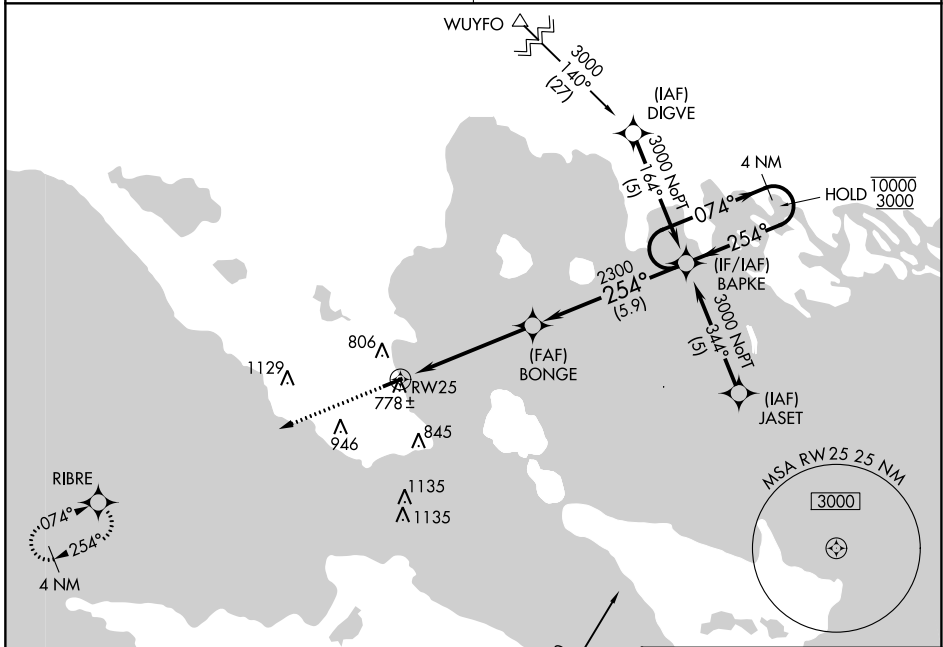 WUYFO
3000
140°
(27)
(IAF)
DIGVE
3000 NoPT
164°
(5)
4 NM
HOLD 10000
3000
074°
254°
(IF/IAF)
BAPKE
2300
254°
(5.9)
3000 NoPT
344°
(5)
(FAF)
BONGE
(IAF)
JASET
806
1129
RW25
778 ±
946
845
1135
1135
RIBRE
074°
254°
4 NM
MSA RW25 25 NM
3000